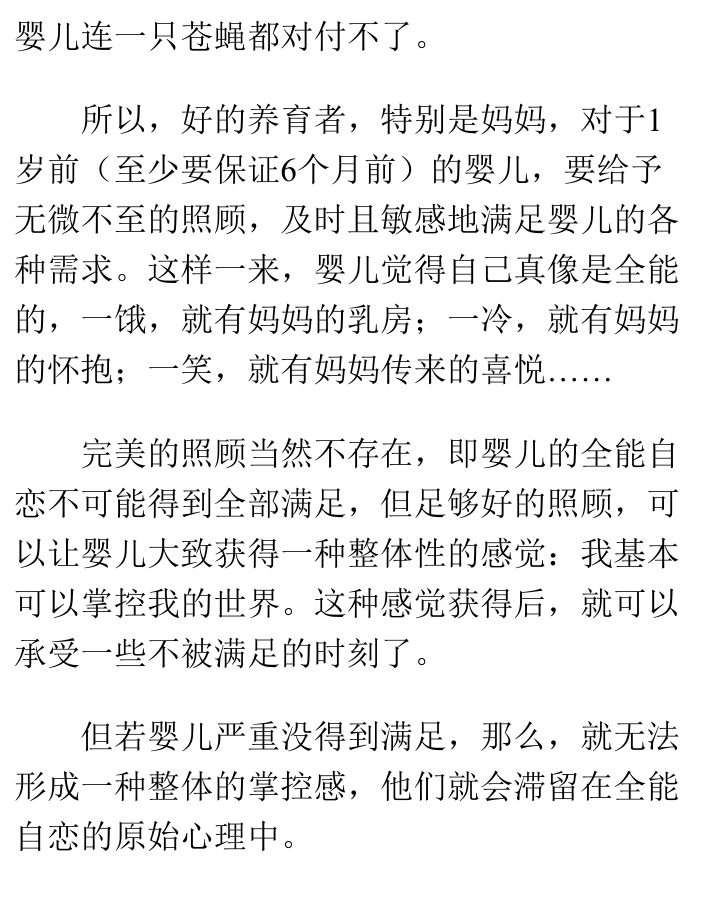 婴儿连一只苍蝇都对付不了。
所以，好的养育者，特别是妈妈，对于1
岁前（至少要保证6个月前）的婴儿，要给予
无微不至的照顾，及时且敏感地满足婴儿的各
种需求。这样一来，婴儿觉得自己真像是全能
的，一饿，就有妈妈的乳房；一冷，就有妈妈
的怀抱；一笑，就有妈妈传来的喜悦……
完美的照顾当然不存在，即婴儿的全能自
恋不可能得到全部满足，但足够好的照顾，可
以让婴儿大致获得一种整体性的感觉：我基本
可以掌控我的世界。这种感觉获得后，就可以
承受一些不被满足的时刻了。
但若婴儿严重没得到满足，那么，就无法
形成一种整体的掌控感，他们就会滞留在全能
自恋的原始心理中。